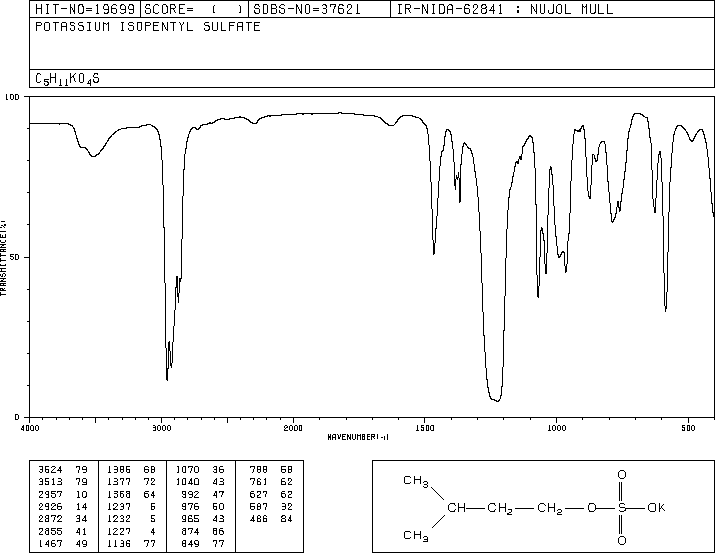 HIT-NO=19699 SCORE= ( ) SDBS-NO=37621 IR-NIDA-62841 : NUJOL MULL
POTASSIUM ISOPENTYL SULFATE
C5H11KO4S
100
50
0
TRANSMITTANCE(%)
4000 3000 2000 1500 1000 500
WAVENUMBER(-1)
3524 79 1386 68 1070 36 788 58
3513 79 1377 72 1040 43 761 62
2957 10 1368 64 992 47 627 62
2926 14 1237 6 976 60 587 32
2872 34 1232 5 965 43 486 84
2855 41 1227 4 874 86
1467 49 1136 77 849 77
CH3 O
CH—CH2—CH2—O—S—OK
CH3 O